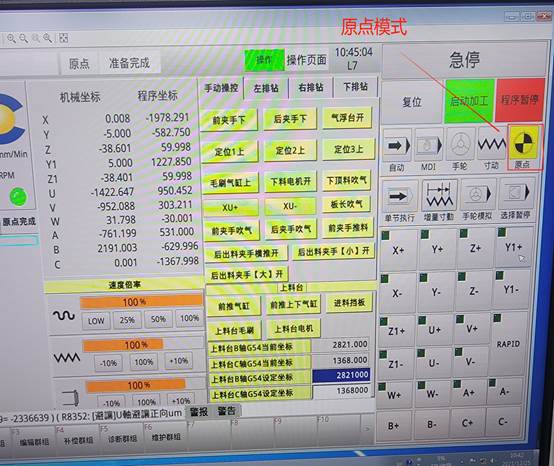 原点模式
原点
准备完成
操作
操作页面
10:45:04
L7
急停
机械坐标
程序坐标
X 0.008 -1978.291
Y -5.000 -582.750
Z -38.601 59.998
Y1 5.000 1227.850
Z1 -38.401 59.998
U -1422.647 950.452
V -952.088 303.211
W 31.798 -30.001
A -761.199 531.000
B 2191.003 -629.996
C 0.001 -1367.998
mm/Min
RPM
原点完成
手动操控
左排钻
右排钻
下排钻
前夹手下
后夹手下
气浮台开
定位1上
定位2上
定位3上
毛刷气缸上
下料电机开
下顶料吹气
XU+
XU-
板长吹气
前夹手吹气
后夹手吹气
前夹手推料
后出料夹手横推开
后出料夹手【小】开
后出料夹手【大】开
上料台
前推气缸
前推上下气缸
进料挡板
上料台毛刷
上料台电机
上料台B轴G54当前坐标 2821.000
上料台C轴G54当前坐标 1368.000
上料台B轴G54设定坐标 2821000
上料台C轴G54设定坐标 1368000
速度倍率
100%
LOW
25%
50%
100%
100%
-10%
100%
+10%
100%
-10%
100%
+10%
复位
启动加工
程序暂停
自动
MDI
手轮
寸动
原点
单节执行
增量寸動
手轮模拟
选择暂停
X+
Y+
Z+
Y1+
X-
Y-
Z-
Y1-
Z1+
U+
V+
RAPID
Z1-
U-
V-
W+
W-
A+
A-
B+
B-
C+
C-
9= -2336639) ( R8352: [避讓]U軸避讓正向um
警报
警告
F3
编辑群组
F4
补偿群组
F5
诊断群组
F6
维护群组
F7
F8
F9
F10
10:42
2021/12/25